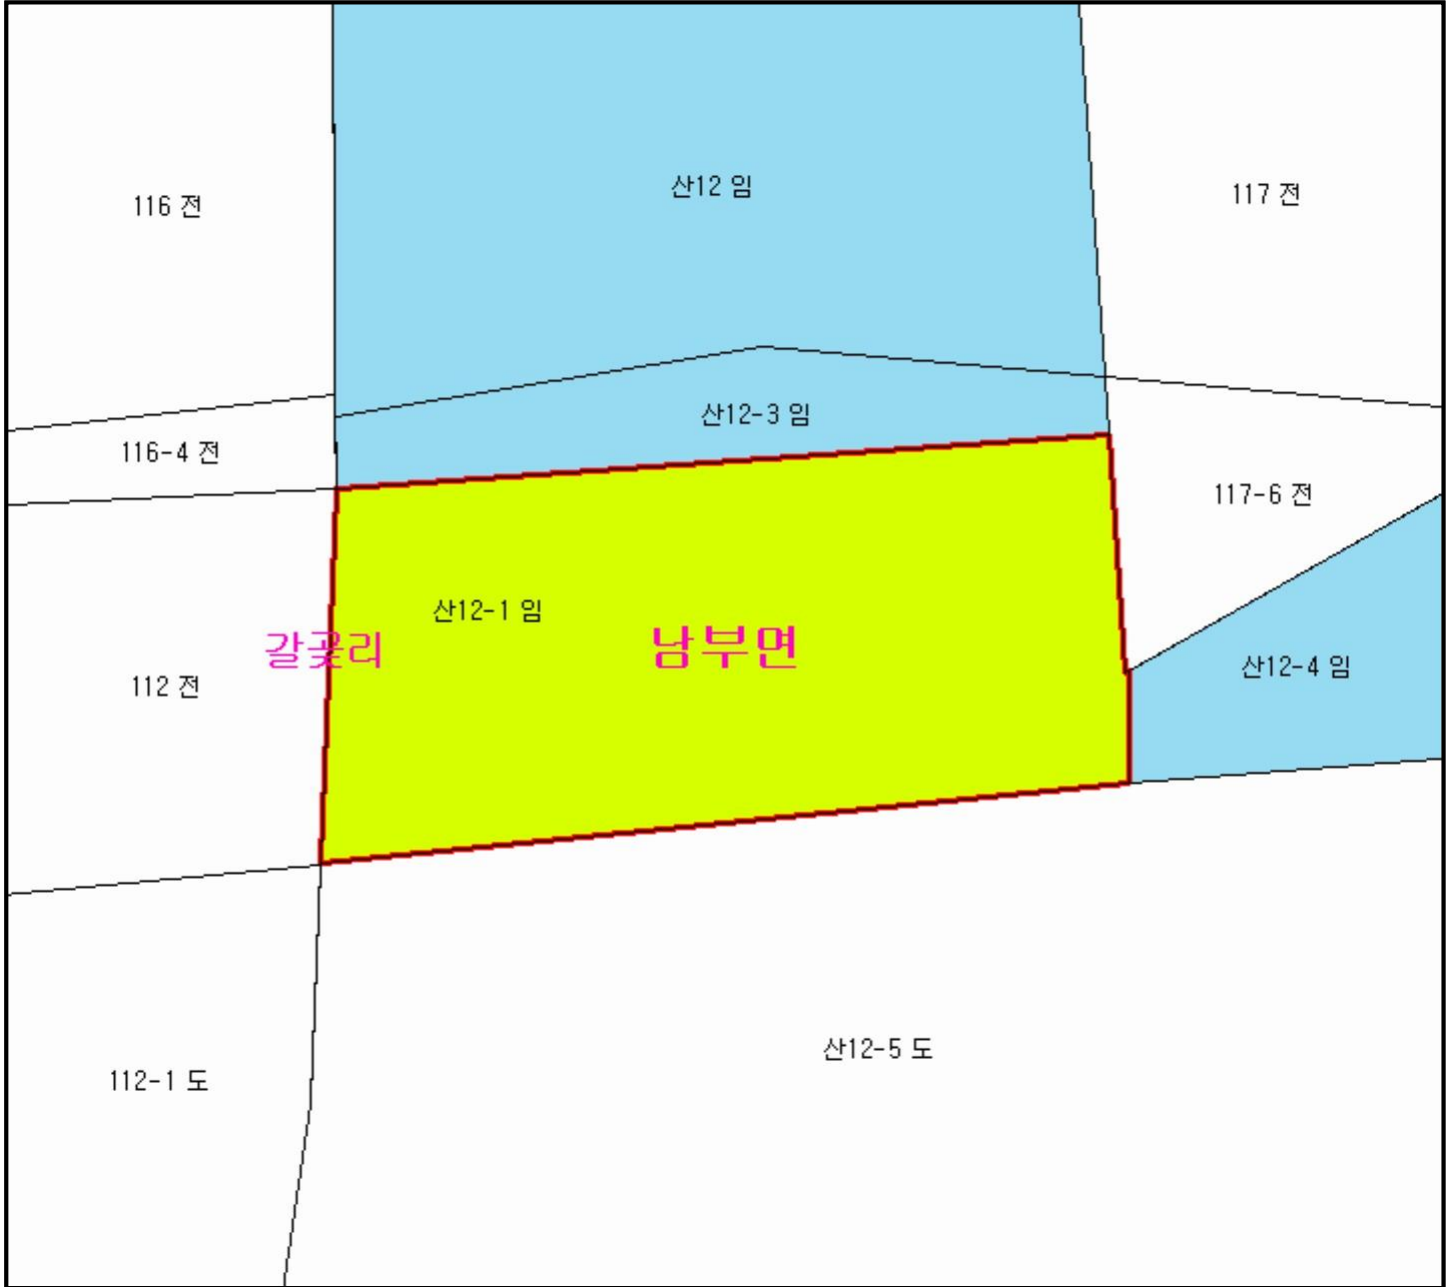 산12 임
116 전
117 전
산12-3 임
116-4 전
117-6 전
산12-1 임
갈곶리
남부면
112 전
산12-4 임
산12-5 도
112-1 도